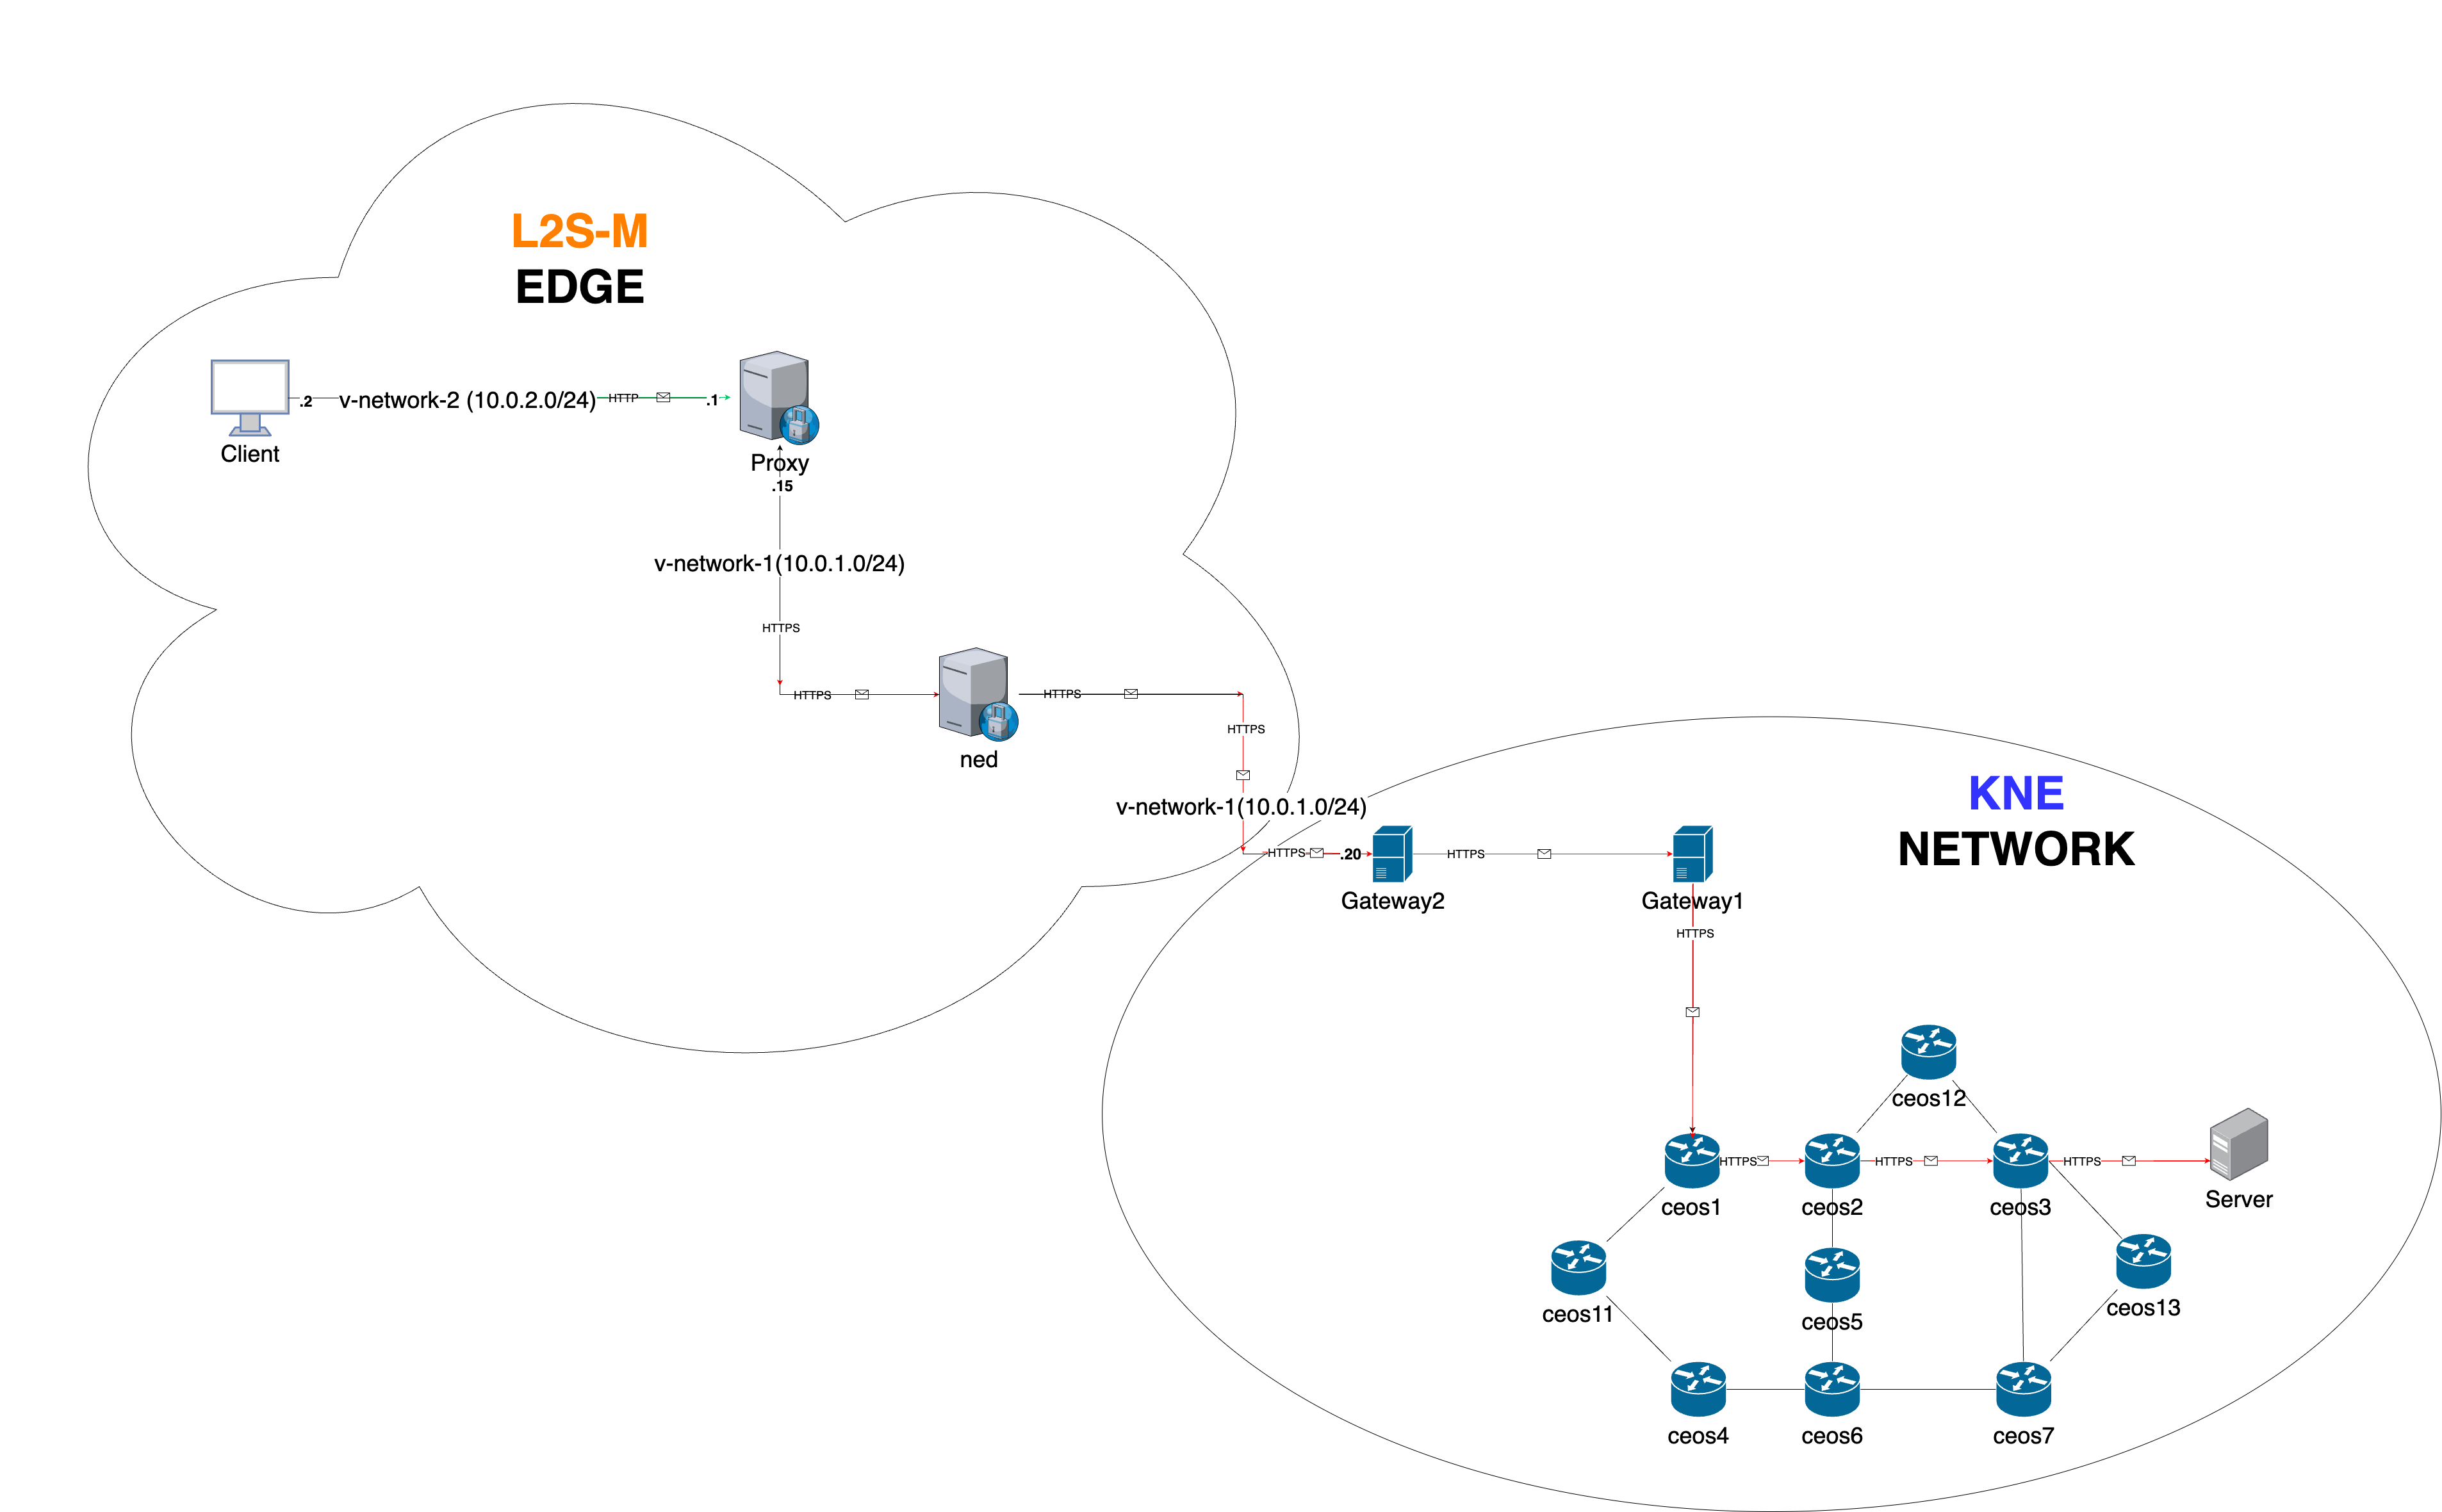 L2S-M
EDGE
.2
v-network-2 (10.0.2.0/24)
HTTP
.1
Client
Proxy
.15
v-network-1(10.0.1.0/24)
HTTPS
HTTPS
HTTPS
ned
HTTPS
v-network-1(10.0.1.0/24)
KNE
NETWORK
HTTPS
.20
HTTPS
Gateway2
Gateway1
HTTPS
ceos12
HTTPS
HTTPS
HTTPS
ceos1
ceos2
ceos3
Server
ceos11
ceos5
ceos13
ceos4
ceos6
ceos7